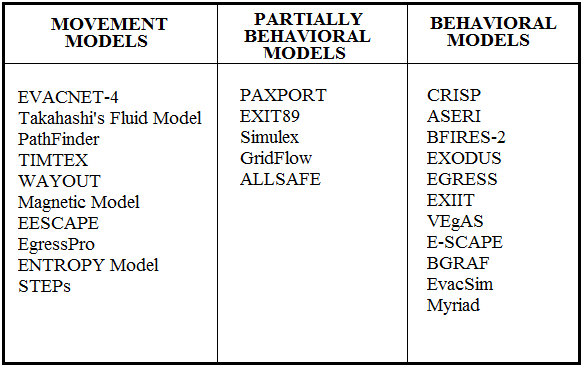 MOVEMENT
MODELS
EVACNET-4
Takahashi's Fluid Model
PathFinder
TIMTEX
WAYOUT
Magnetic Model
EESCAPE
EgressPro
ENTROPY Model
STEPs
PARTIALLY
BEHAVIORAL
MODELS
PAXPORT
EXIT89
Simulex
GridFlow
ALLSAFE
BEHAVIORAL
MODELS
CRISP
ASERI
BFIRES-2
EXODUS
EGRESS
EXIIT
VEgAS
E-SCAPE
BGRAF
EvacSim
Myriad